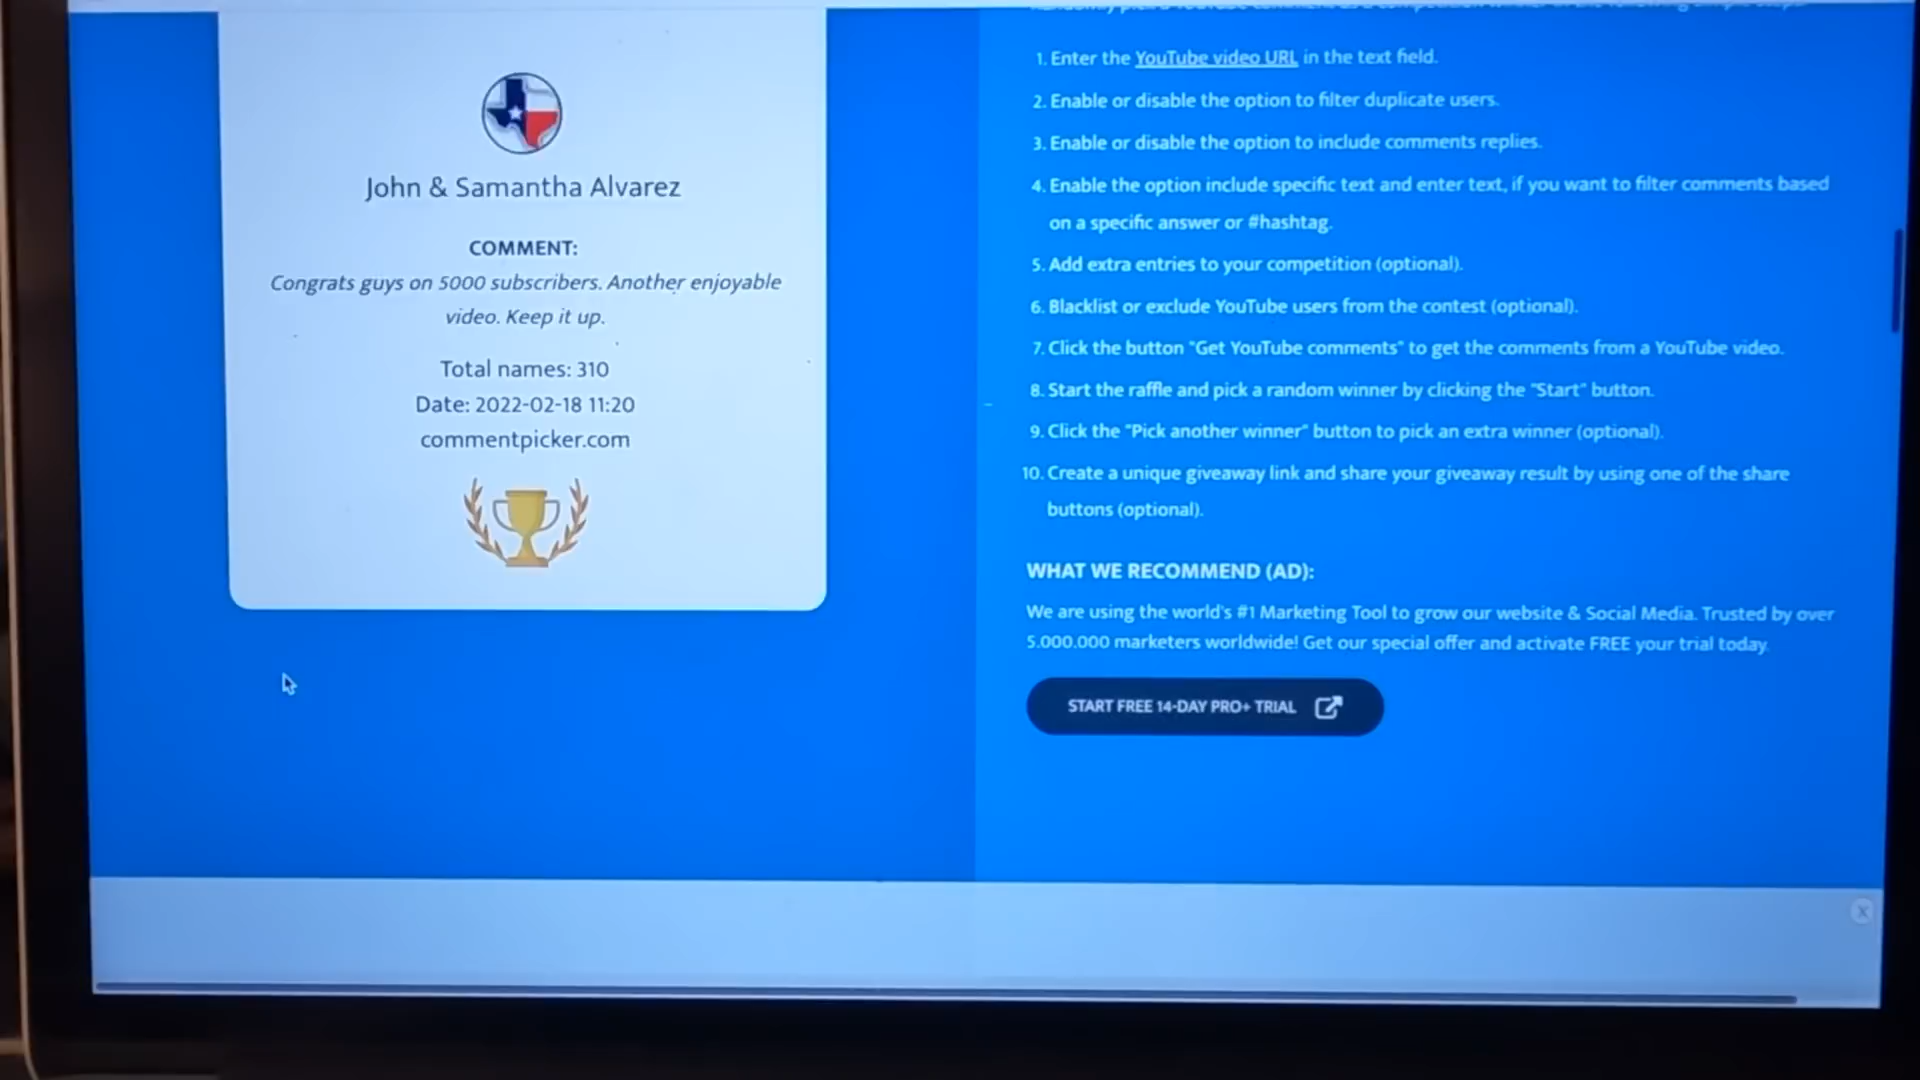 John & Samantha Alvarez
COMMENT:
Congrats guys on 5000 subscribers. Another enjoyable
video. Keep it up.
Total names: 310
Date: 2022-02-18 11:20
commentpicker.com
1. Enter the YouTube video URL in the text field.
2. Enable or disable the option to filter duplicate users.
3. Enable or disable the option to include comments replies.
4. Enable the option include specific text and enter text, if you want to filter comments based
on a specific answer or #hashtag.
5. Add extra entries to your competition (optional).
6. Blacklist or exclude YouTube users from the contest (optional).
7. Click the button "Get YouTube comments" to get the comments from a YouTube video.
8. Start the raffle and pick a random winner by clicking the "Start" button.
9. Click the "Pick another winner" button to pick an extra winner (optional).
10. Create a unique giveaway link and share your giveaway result by using one of the share
buttons (optional).
WHAT WE RECOMMEND (AD):
We are using the world's #1 Marketing Tool to grow our website & Social Media. Trusted by over
5.000.000 marketers worldwide! Get our special offer and activate FREE your trial today.
START FREE 14-DAY PRO+ TRIAL
X